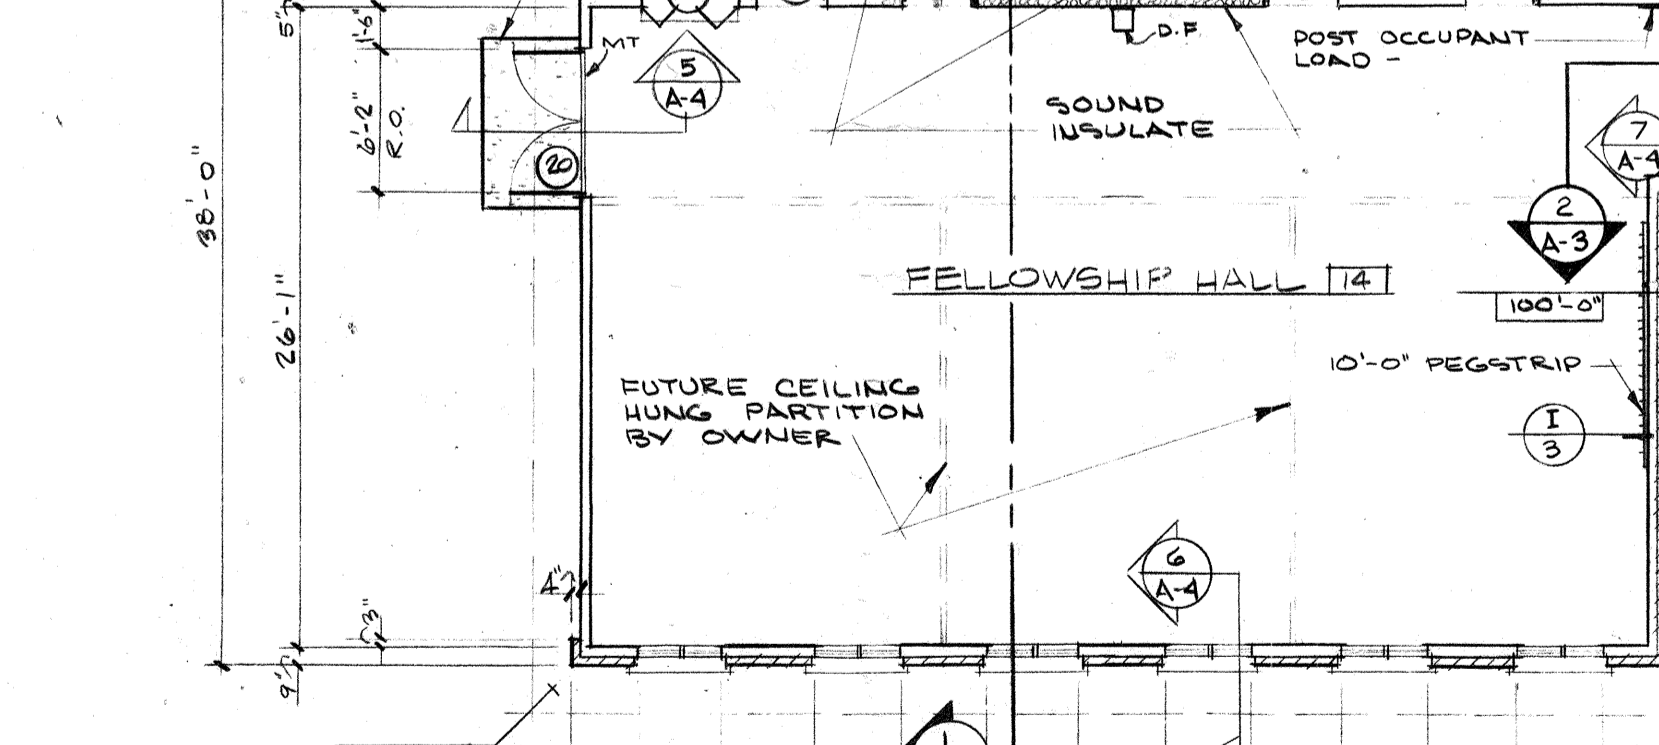 5"
1'-6"
MT
5
A-4
D.F
POST OCCUPANT
LOAD -
SOUND
INSULATE
6'-2"
R.O.
20
7
A-4
38'-0"
2
A-3
26'-1"
FELLOWSHIP HALL 14
100'-0"
10'-0" PEGSTRIP
FUTURE CEILING
HUNG PARTITION
BY OWNER
I
3
6
A-4
4"
3"
9"
1